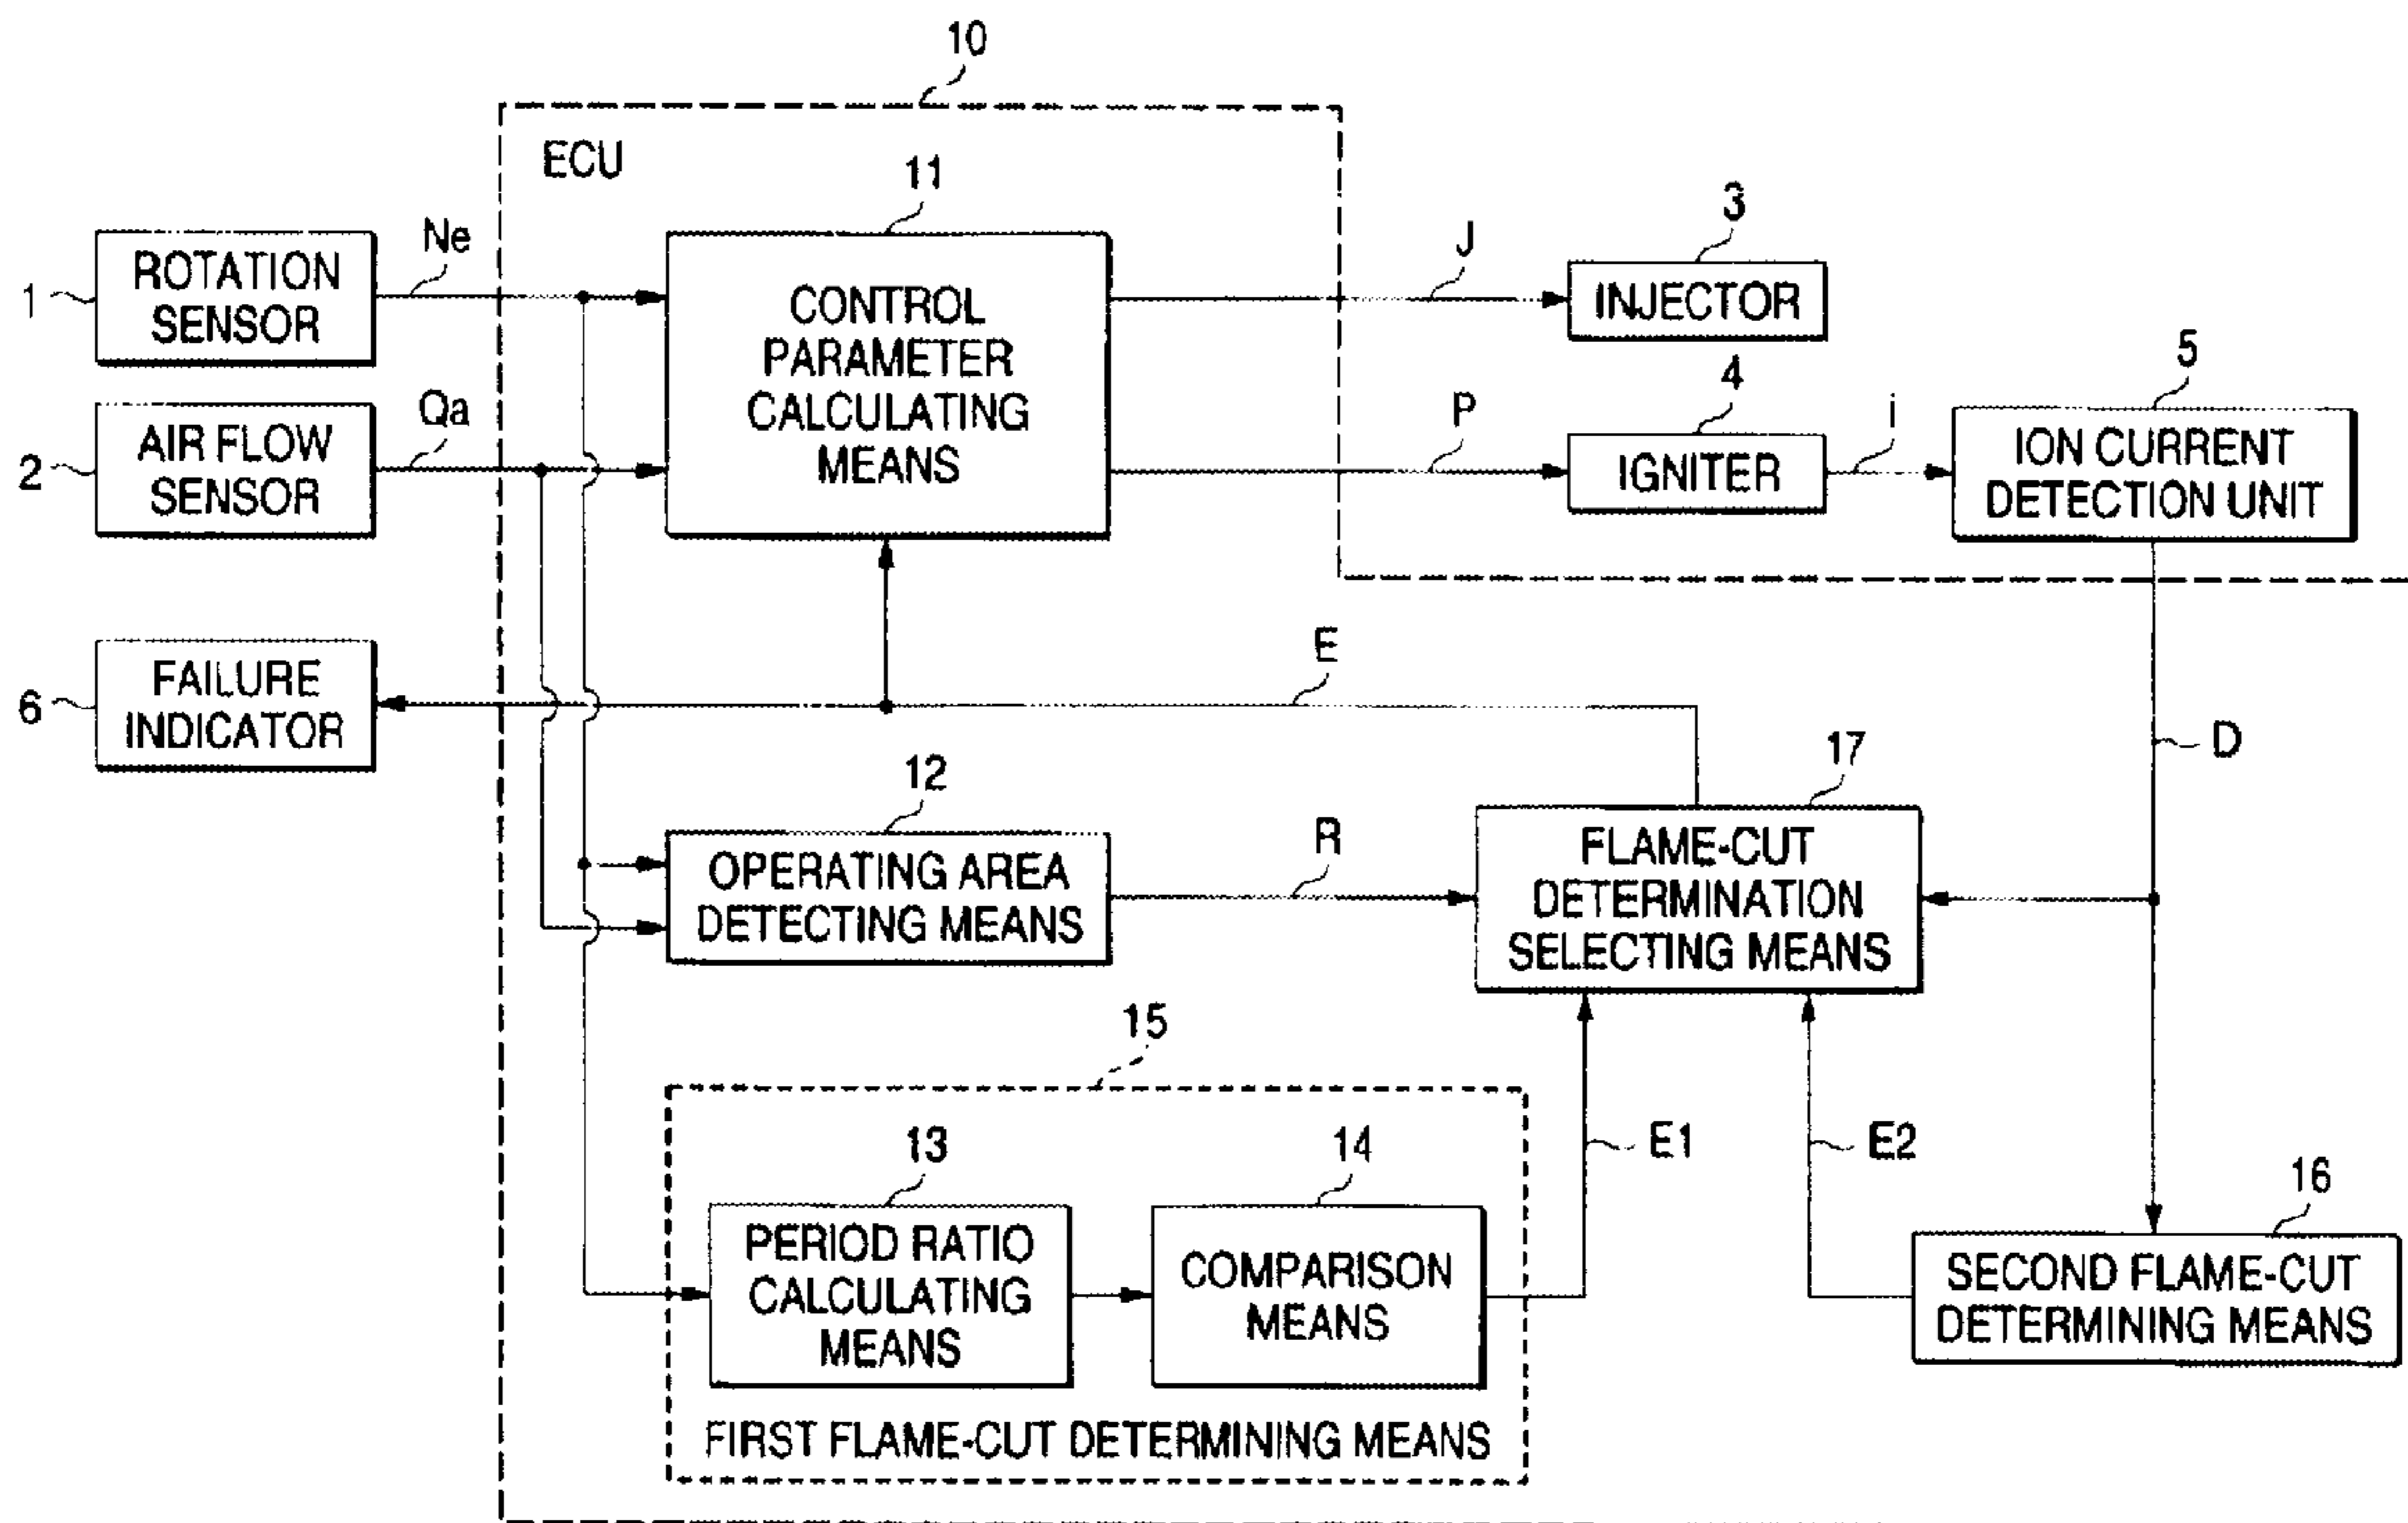 10
ECU
11
3
Ne
J
ROTATION
SENSOR
1
CONTROL
PARAMETER
CALCULATING
MEANS
INJECTOR
5
4
Qa
P
i
AIR FLOW
SENSOR
2
IGNITER
ION CURRENT
DETECTION UNIT
E
FAILURE
INDICATOR
6
D
17
12
R
OPERATING AREA
DETECTING MEANS
FLAME-CUT
DETERMINATION
SELECTING MEANS
15
13
14
E1
E2
16
PERIOD RATIO
CALCULATING
MEANS
COMPARISON
MEANS
SECOND FLAME-CUT
DETERMINING MEANS
FIRST FLAME-CUT DETERMINING MEANS